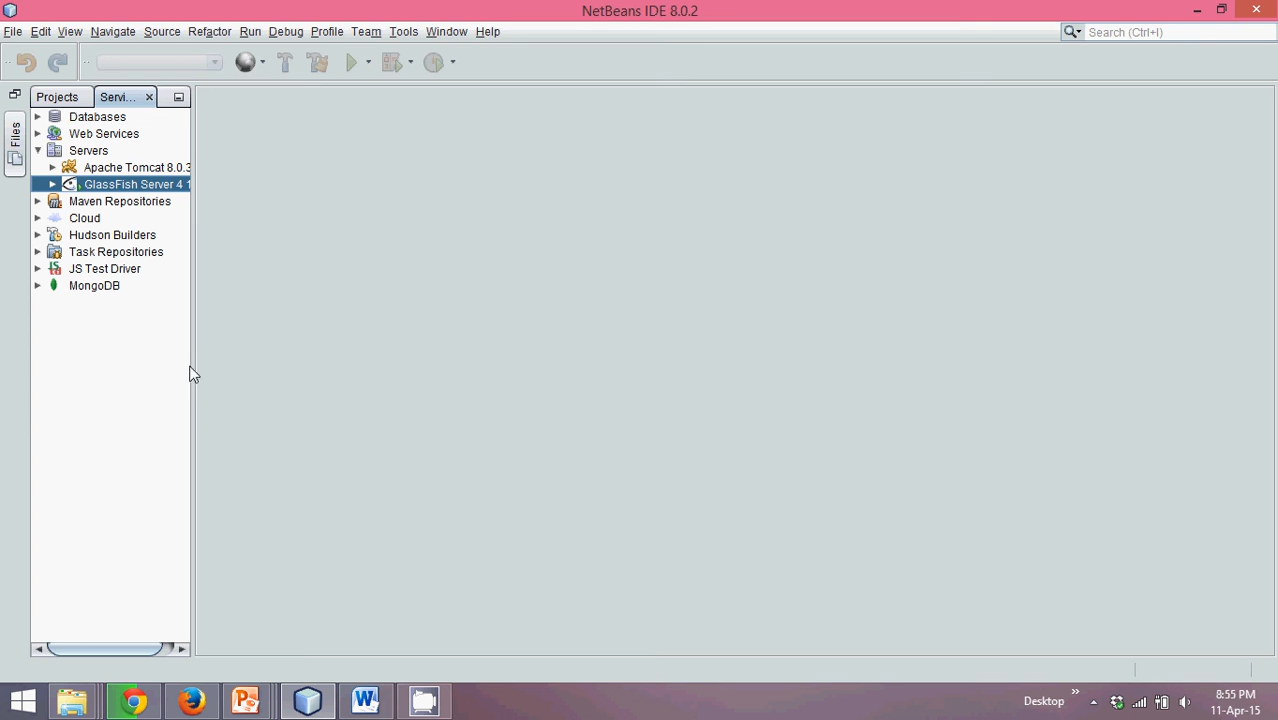 NetBeans IDE 8.0.2
File Edit View Navigate Source Refactor Run Debug Profile Team Tools Window Help
Search (Ctrl+I)
Projects Servi...
Files
Databases
Web Services
Servers
Apache Tomcat 8.0.3
GlassFish Server 4 1
Maven Repositories
Cloud
Hudson Builders
Task Repositories
JS Test Driver
MongoDB
Desktop
8:55 PM
11-Apr-15